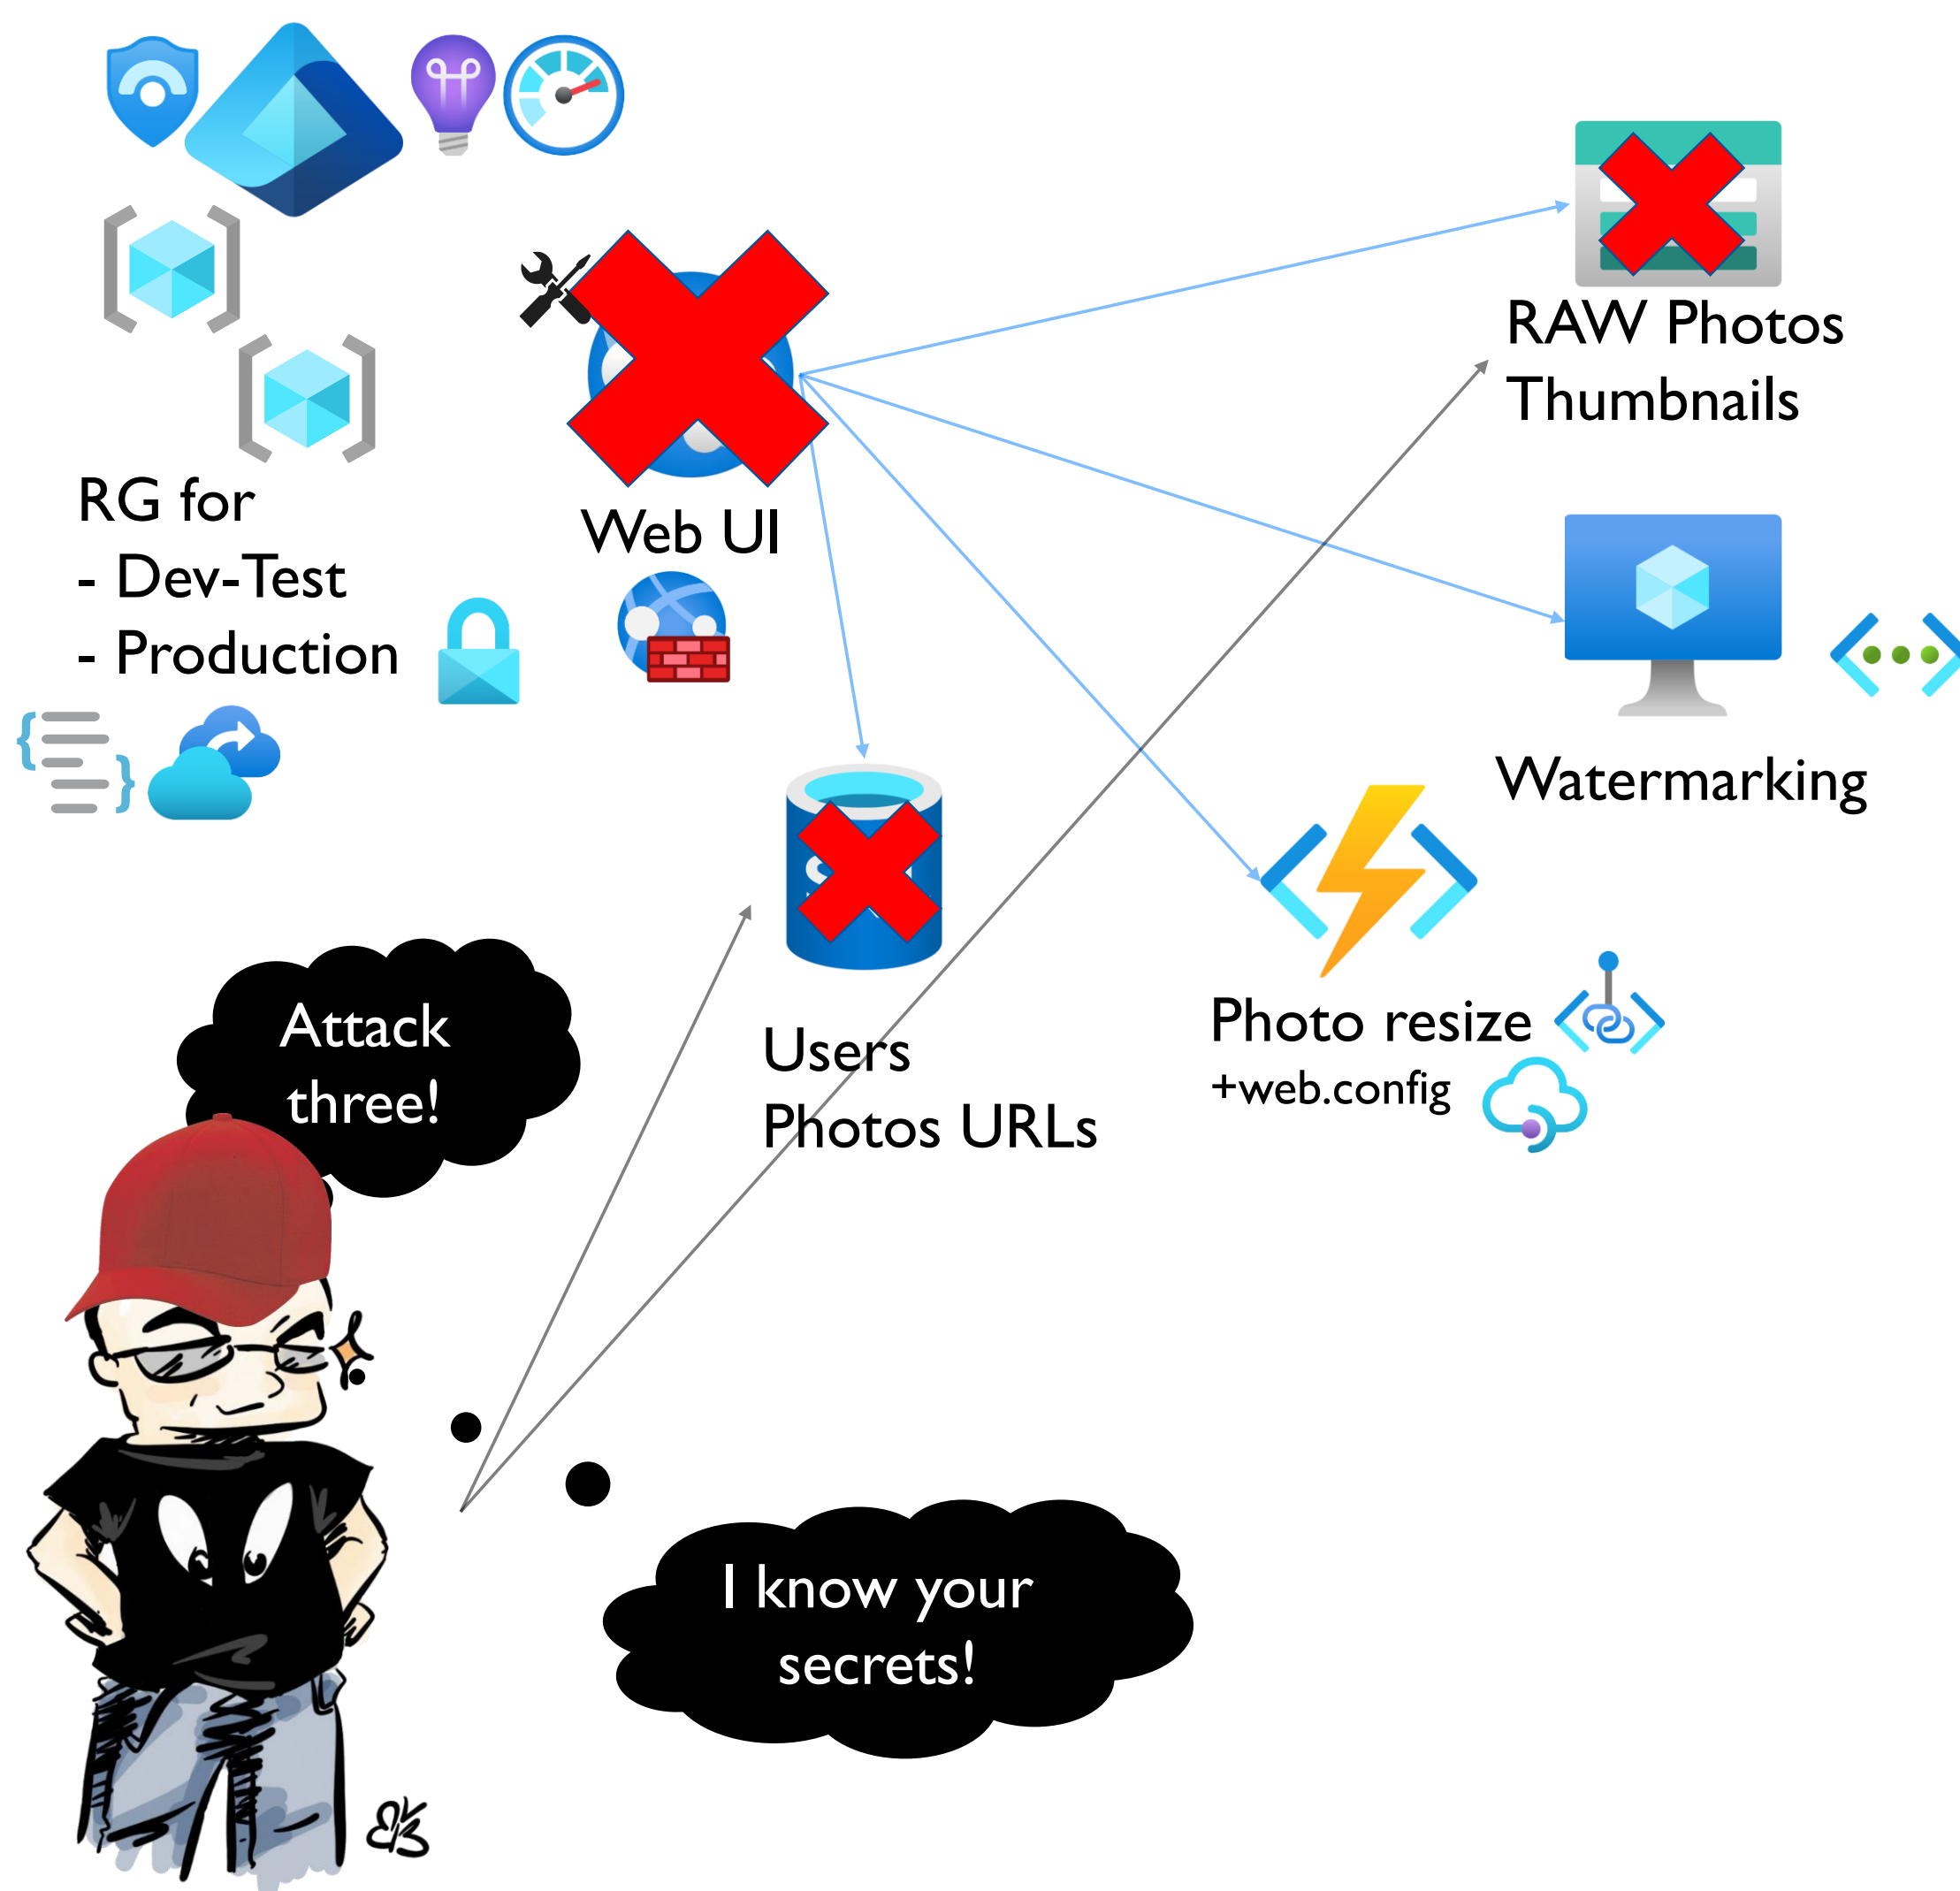 RAW Photos
Thumbnails
RG for
- Dev-Test
- Production
Web UI
Watermarking
Users
Photos URLs
Photo resize
+web.config
Attack
three!
I know your
secrets!